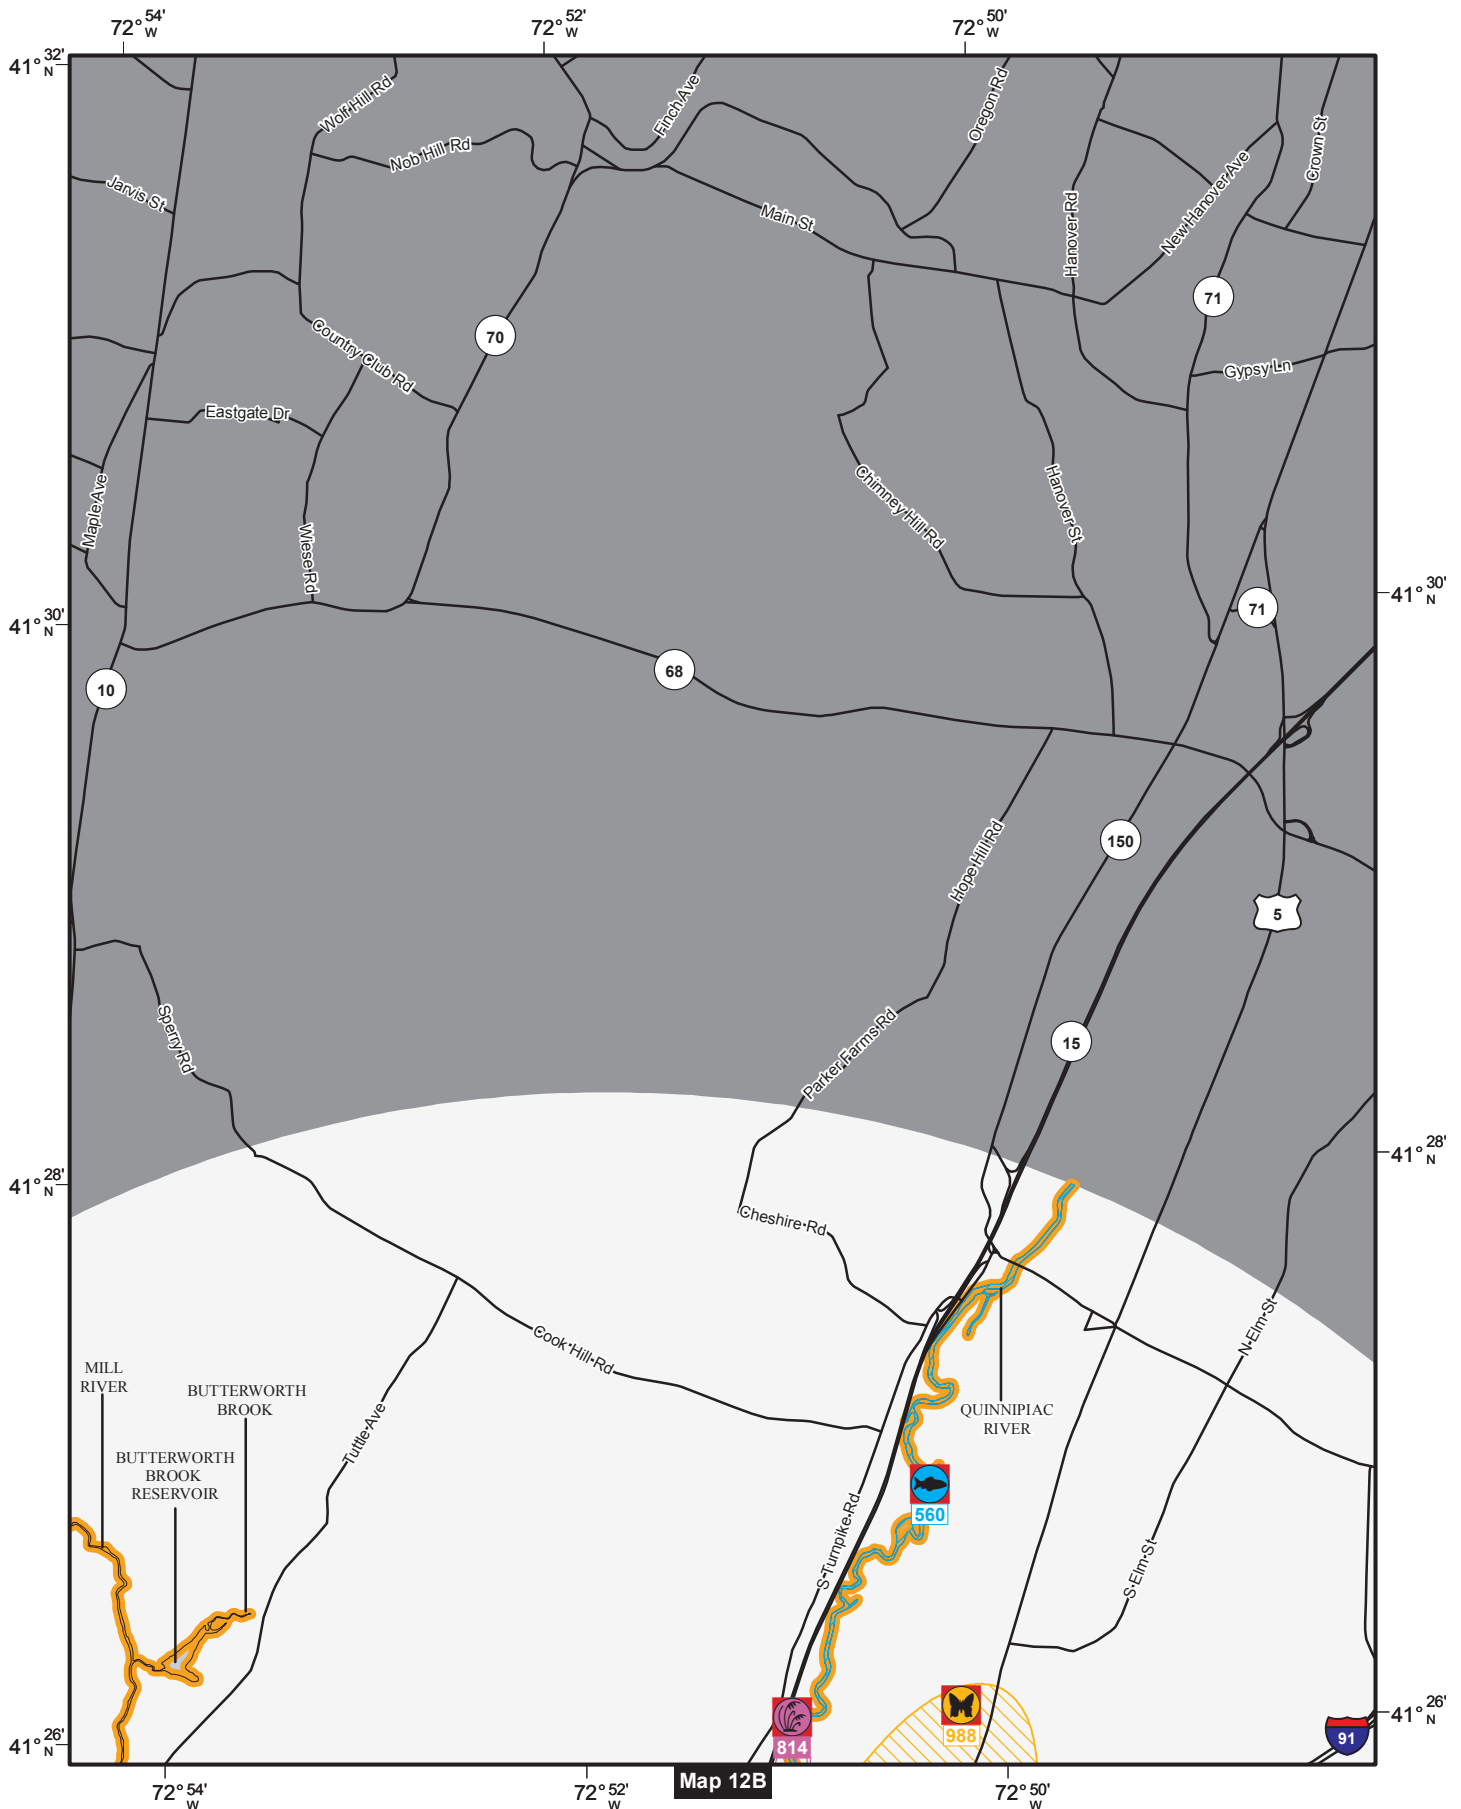 72° 54' W
72° 52' W
72° 50' W
41° 32' N
Wolf Hill Rd
Finch Ave
Oregon Rd
Nob Hill Rd
Crown St
Jarvis St
New Hanover Ave
Main St
Hanover Rd
71
70
Country Club Rd
Gypsy Ln
Eastgate Dr
Maple Ave
Chimney Hill Rd
Hanover St
Wiese Rd
41° 30' N
41° 30' N
71
68
10
150
Hope Hill Rd
5
Sperry Rd
Parker Farms Rd
15
41° 28' N
41° 28' N
Cheshire Rd
N Elm St
Cook Hill Rd
MILL
RIVER
BUTTERWORTH
BROOK
QUINNIPIAC
RIVER
Tuttle Ave
BUTTERWORTH
BROOK
RESERVOIR
560
S Turnpike Rd
S Elm St
41° 26' N
41° 26' N
814
988
91
72° 54' W
72° 52' W
Map 12B
72° 50' W